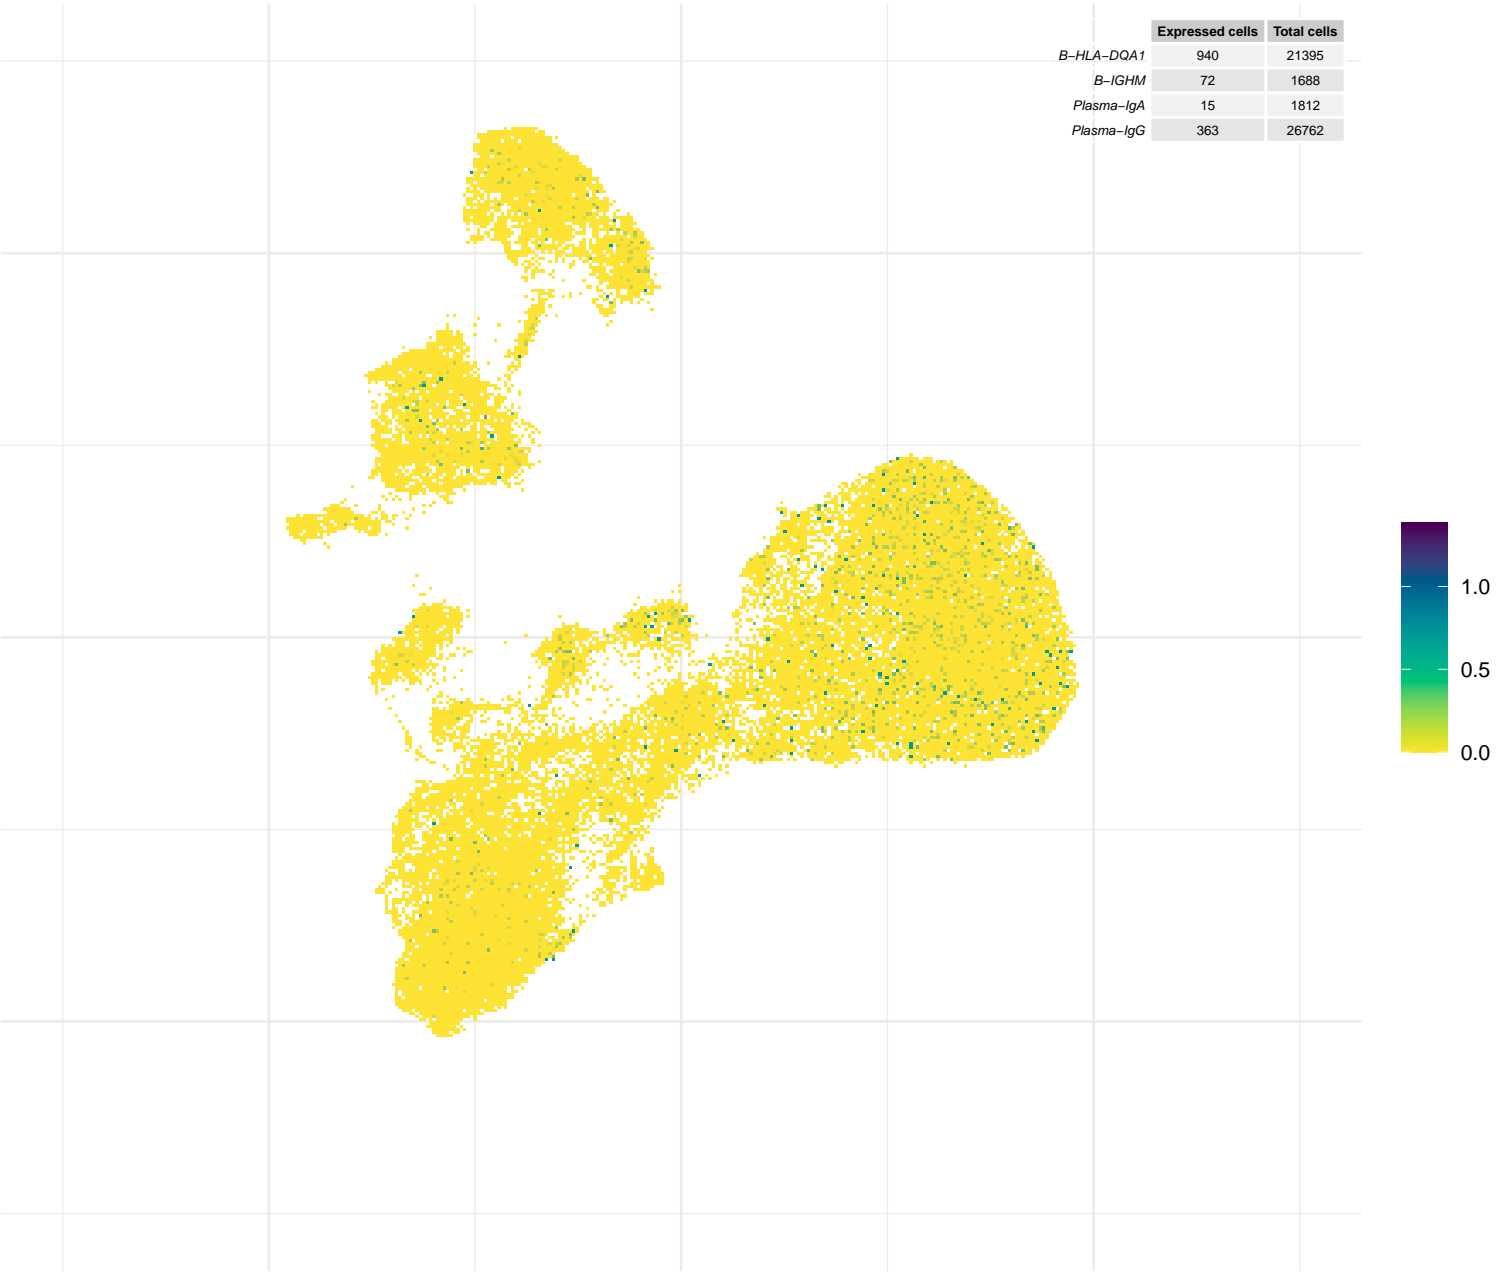 Expressed cells Total cells
B−HLA−DQA1 940 21395
B−IGHM 72 1688
Plasma−IgA 15 1812
Plasma−IgG 363 26762
1.0
0.5
0.0